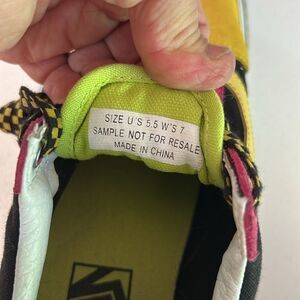 SIZE U'S 5.5 W'S 7
SAMPLE NOT FOR RESALE
MADE IN CHINA